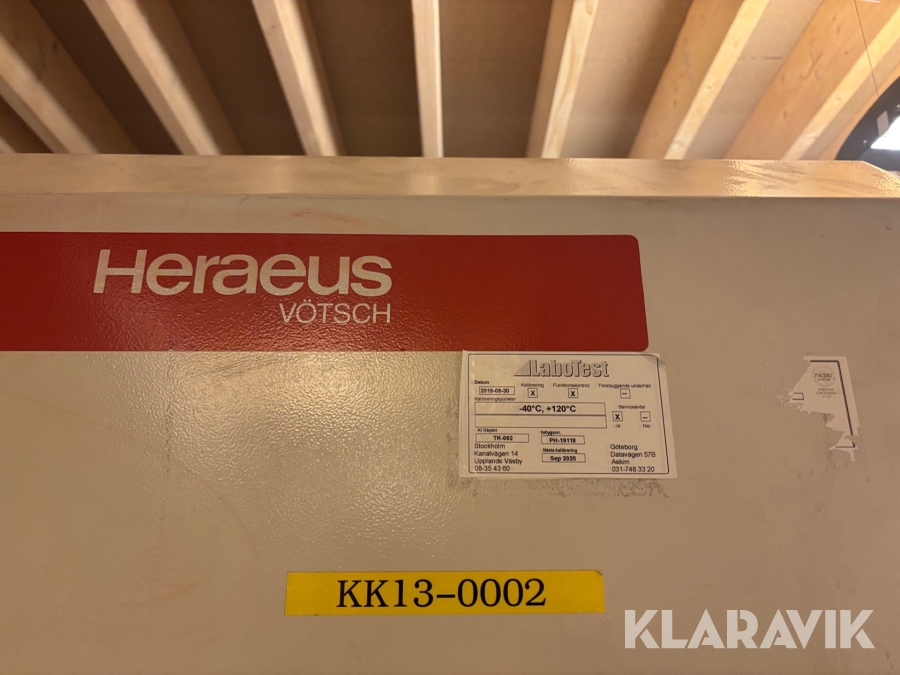 Heraeus
VÖTSCH
LaboTest
Datum
Kalibrering
Funktionskontroll
Förebyggande underhåll
2019-09-30
X
X
–
Kalibreringspunkter
-40°C, +120°C
Serviceavtal
X
–
Ja
Nej
Kl Objekt
TK-002
Intygsnr.
PH-19118
Nästa kalibrering
Sep 2020
Stockholm
Kanalvägen 14
Upplands Väsby
08-35 43 60
Göteborg
Datavägen 57B
Askim
031-748 33 20
KK13-0002
KLARAVIK